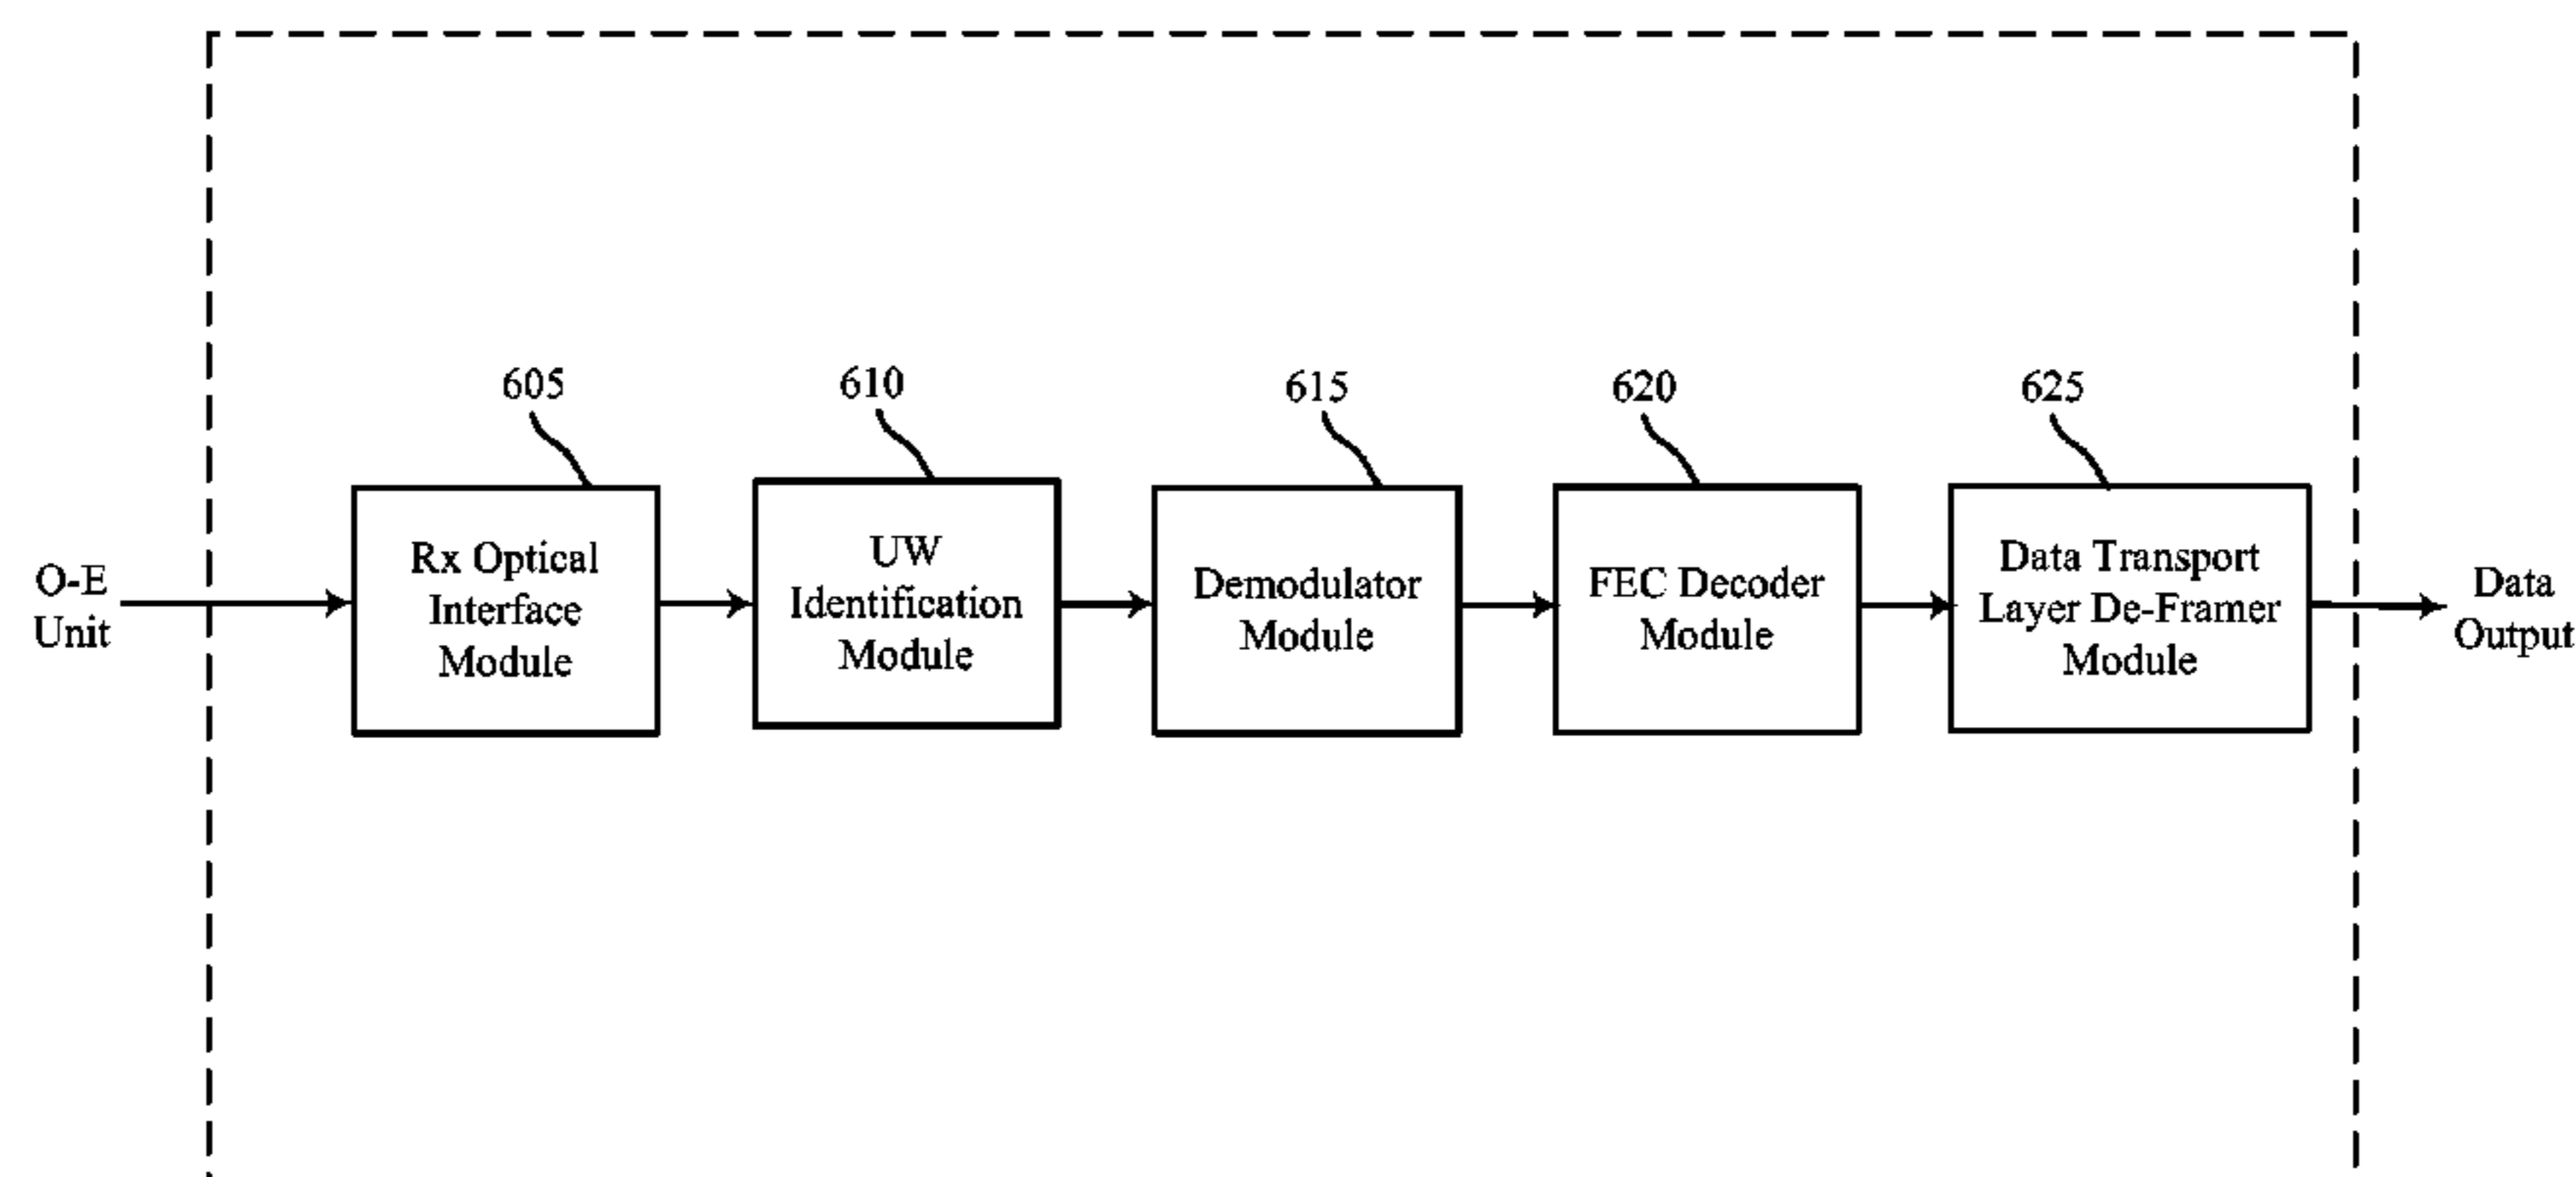 605
610
615
620
625
O-E
Unit
Rx Optical
Interface
Module
UW
Identification
Module
Demodulator
Module
FEC Decoder
Module
Data Transport
Layer De-Framer
Module
Data
Output